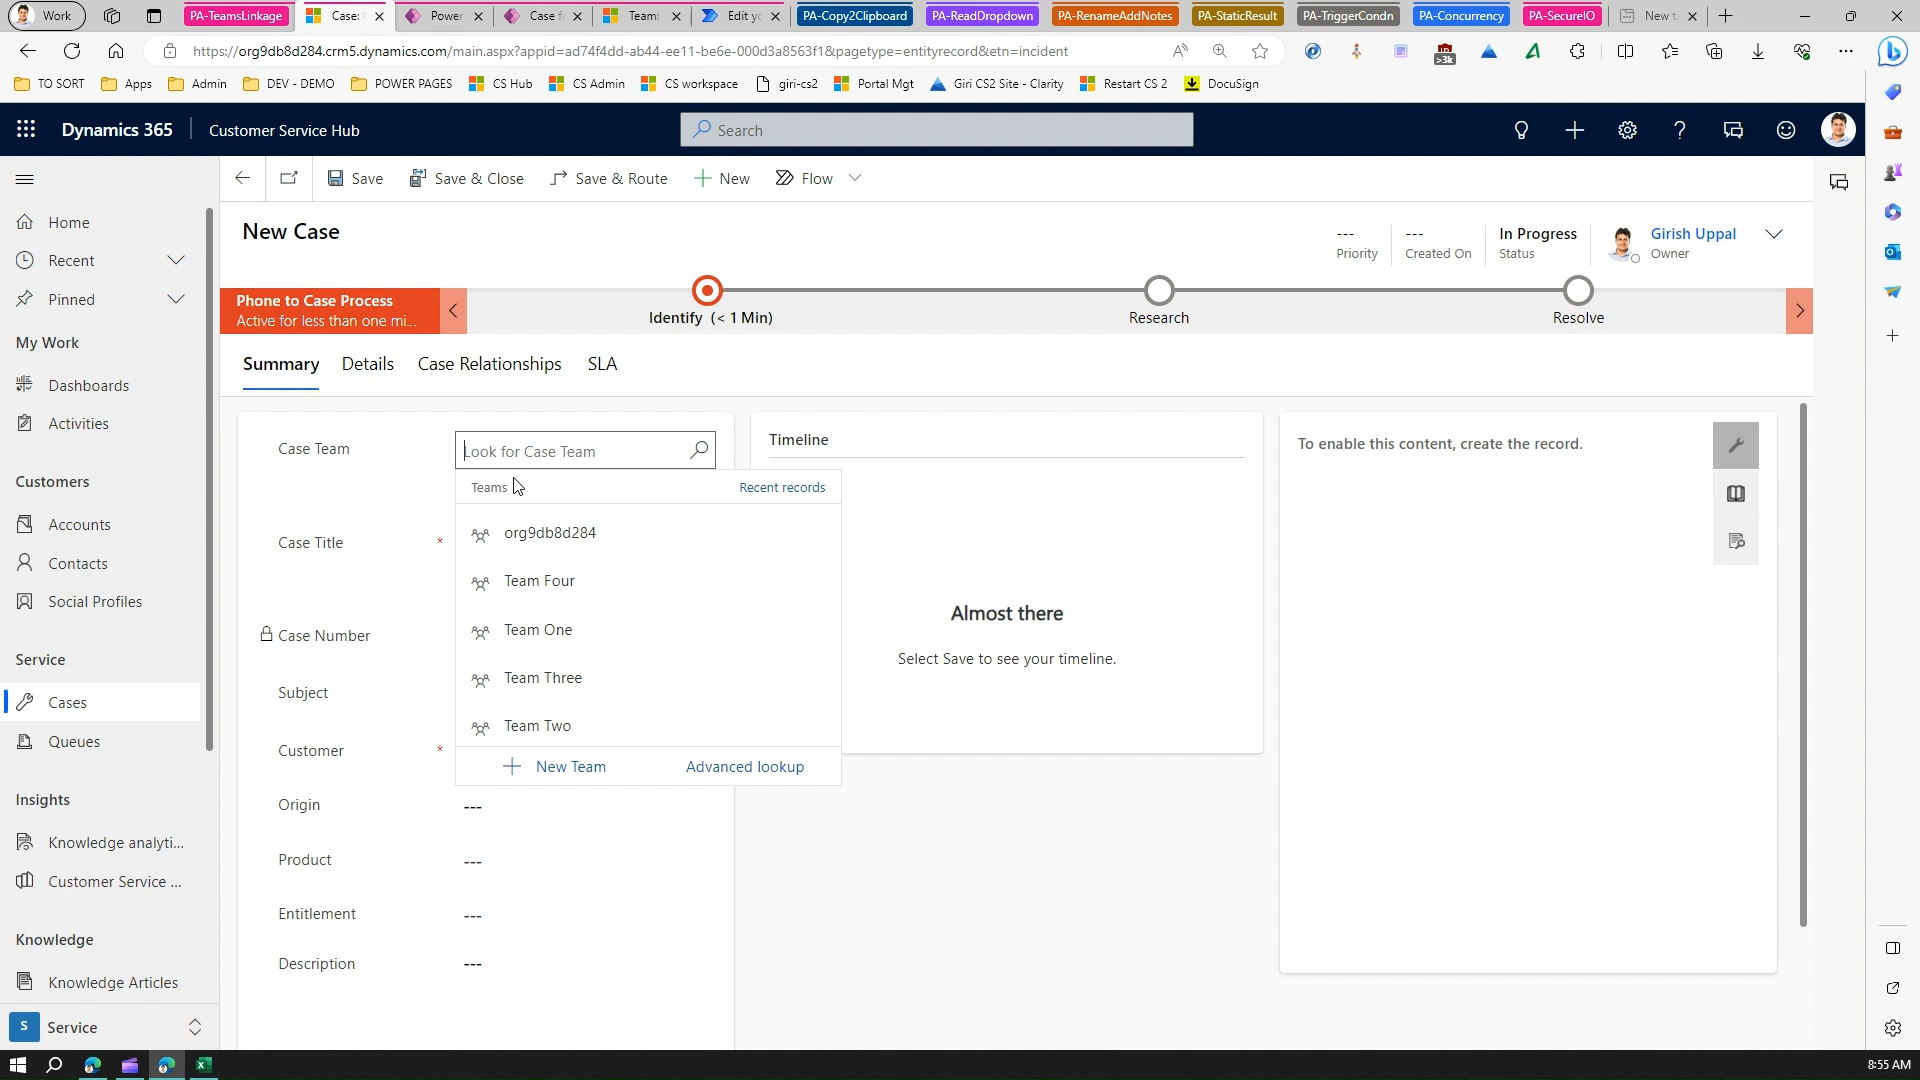 Work
PA-TeamsLinkage
Case:
Power
Case f
Team:
Edit y
PA-Copy2Clipboard
PA-ReadDropdown
PA-RenameAddNotes
PA-StaticResult
PA-TriggerCondn
PA-Concurrency
PA-SecureIO
New t
https://org9db8d284.crm5.dynamics.com/main.aspx?appid=ad74f4dd-ab44-ee11-be6e-000d3a8563f1&pagetype=entityrecord&etn=incident
>3k
TO SORT
Apps
Admin
DEV - DEMO
POWER PAGES
CS Hub
CS Admin
CS workspace
giri-cs2
Portal Mgt
Giri CS2 Site - Clarity
Restart CS 2
DocuSign
Dynamics 365
Customer Service Hub
Search
Save
Save & Close
Save & Route
New
Flow
Home
Recent
Pinned
My Work
Dashboards
Activities
Customers
Accounts
Contacts
Social Profiles
Service
Cases
Queues
Insights
Knowledge analyti...
Customer Service ...
Knowledge
Knowledge Articles
S Service
New Case
---
Priority
---
Created On
In Progress
Status
Girish Uppal
Owner
Phone to Case Process
Active for less than one mi...
Identify (< 1 Min)
Research
Resolve
Summary
Details
Case Relationships
SLA
Case Team
Look for Case Team
Teams
Recent records
org9db8d284
Team Four
Team One
Team Three
Team Two
New Team
Advanced lookup
Case Title *
Case Number
Subject
Customer *
Origin ---
Product ---
Entitlement ---
Description ---
Timeline
Almost there
Select Save to see your timeline.
To enable this content, create the record.
8:55 AM